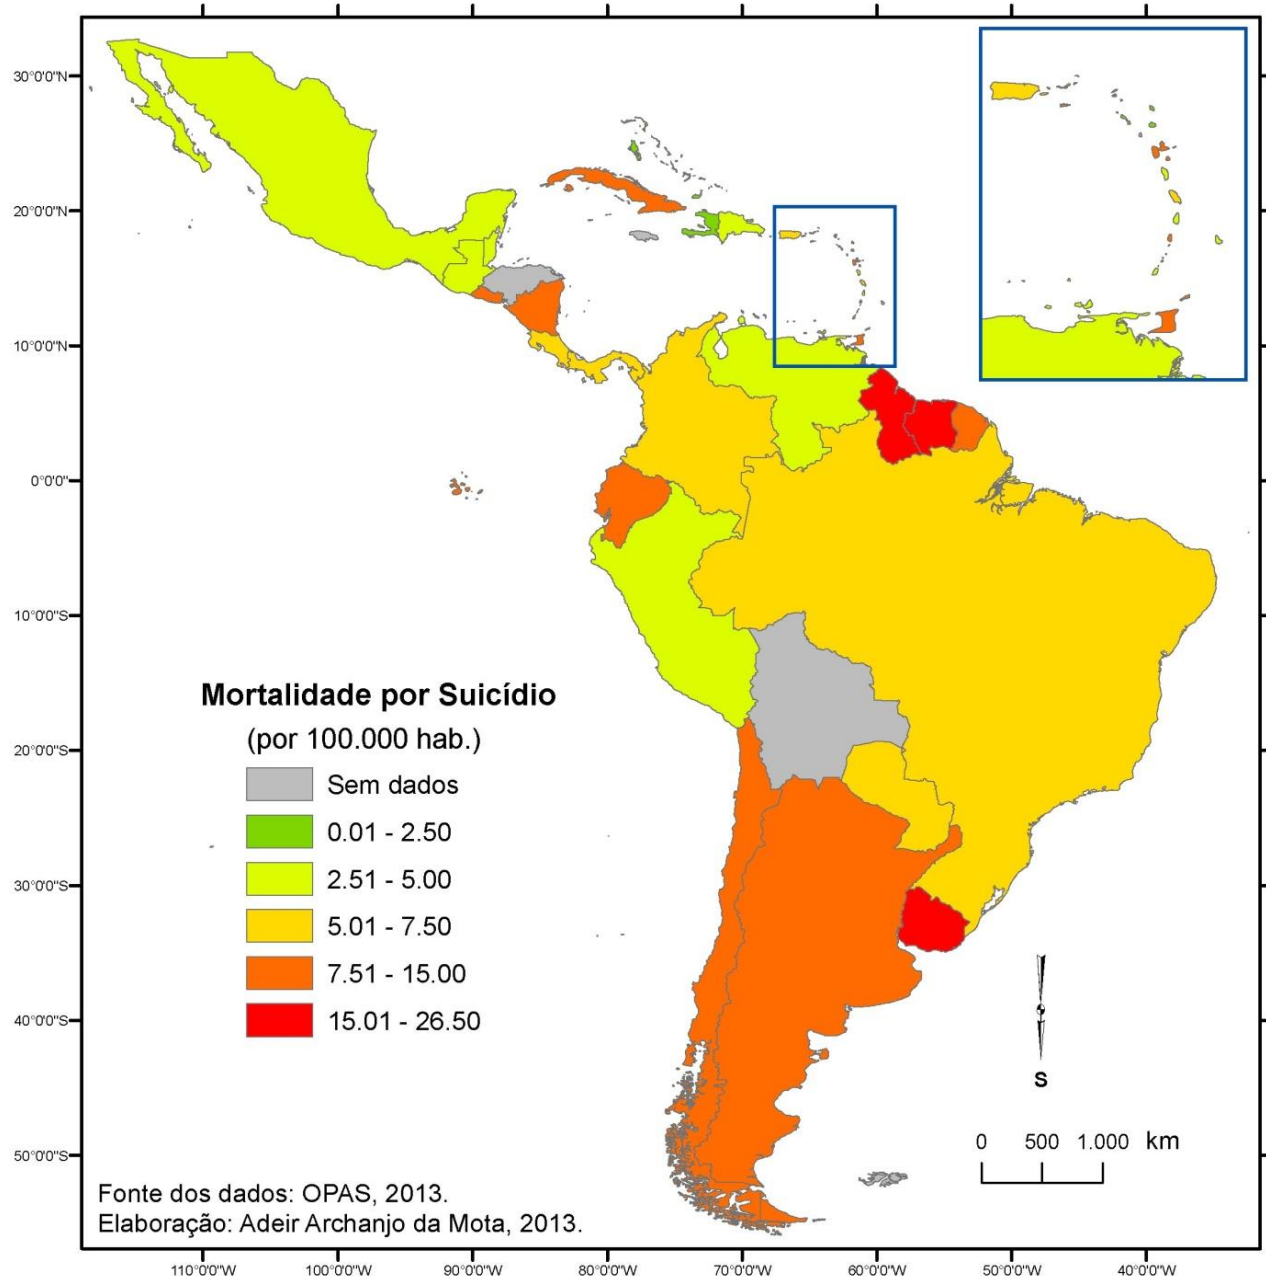 30°0'0"N
20°0'0"N
10°0'0"N
0°0'0"
10°0'0"S
20°0'0"S
30°0'0"S
40°0'0"S
50°0'0"S
Mortalidade por Suicídio
(por 100.000 hab.)
Sem dados
0.01 - 2.50
2.51 - 5.00
5.01 - 7.50
7.51 - 15.00
15.01 - 26.50
S
0 500 1.000 km
Fonte dos dados: OPAS, 2013.
Elaboração: Adeir Archanjo da Mota, 2013.
110°0'0"W 100°0'0"W 90°0'0"W 80°0'0"W 70°0'0"W 60°0'0"W 50°0'0"W 40°0'0"W